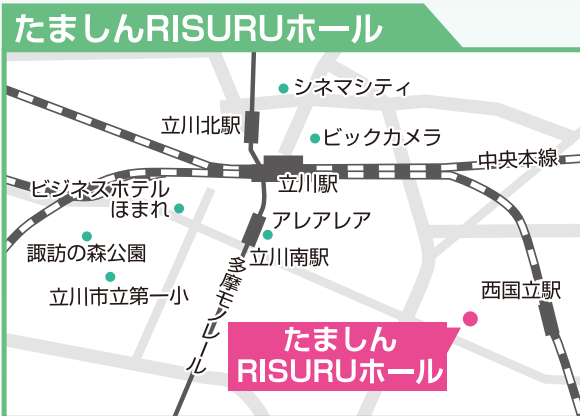 たましんRISURUホール
シネマシティ
立川北駅
ビックカメラ
中央本線
立川駅
ビジネスホテル
ほまれ
アレアレア
諏訪の森公園
立川南駅
立川市立第一小
多摩モノレール
西国立駅
たましん
RISURUホール